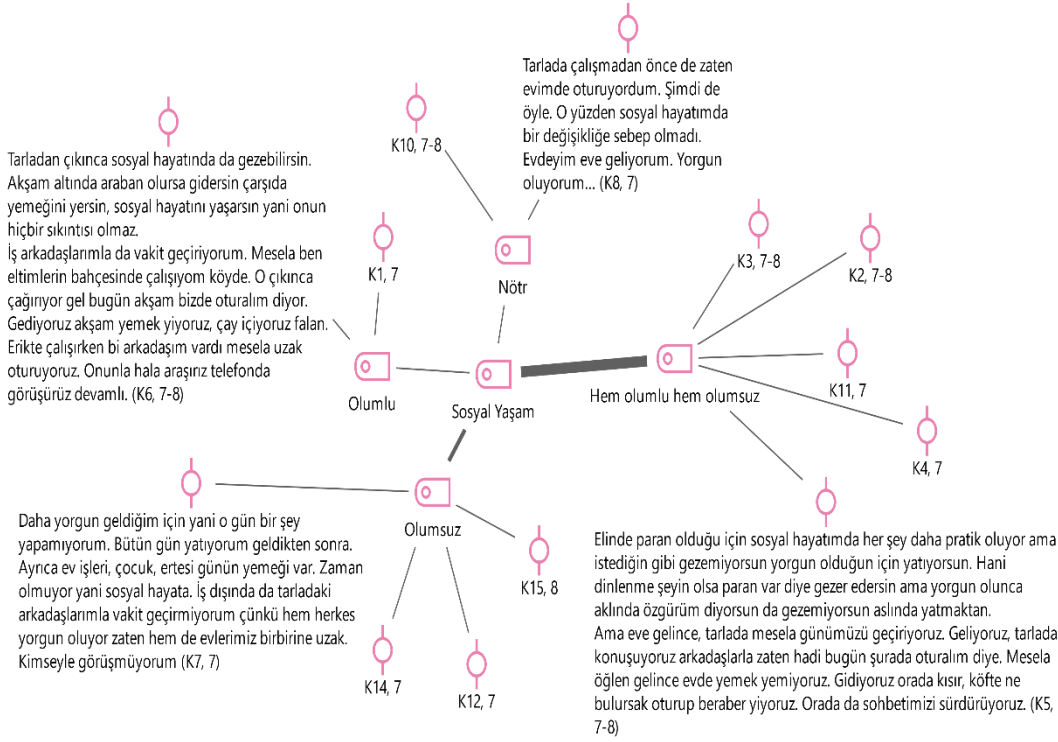 Tarlada çalışmadan önce de zaten
evimde oturuyordum. Şimdi de
öyle. O yüzden sosyal hayatımda
bir değişikliğe sebep olmadı.
Evdeyim eve geliyorum. Yorgun
oluyorum... (K8, 7)
K10, 7-8
Tarladan çıkınca sosyal hayatında da gezebilirsin.
Akşam altında araban olursa gidersin çarşıda
yemeğini yersin, sosyal hayatını yaşarsın yani onun
hiçbir sıkıntısı olmaz.
İş arkadaşlarımla da vakit geçiriyorum. Mesela ben
eltimlerin bahçesinde çalışıyom köyde. O çıkınca
çağırıyor gel bugün akşam bizde oturalım diyor.
Gediyoruz akşam yemek yiyoruz, çay içiyoruz falan.
Erikte çalışırken bi arkadaşım vardı mesela uzak
oturuyoruz. Onunla hala araşırız telefonda
görüşürüz devamlı. (K6, 7-8)
K1, 7
Nötr
K3, 7-8
K2, 7-8
Olumlu
Sosyal Yaşam
Hem olumlu hem olumsuz
K11, 7
K4, 7
Olumsuz
Daha yorgun geldiğim için yani o gün bir şey
yapamıyorum. Bütün gün yatıyorum geldikten sonra.
Ayrıca ev işleri, çocuk, ertesi günün yemeği var. Zaman
olmuyor yani sosyal hayata. İş dışında da tarladaki
arkadaşlarımla vakit geçirmiyorum çünkü hem herkes
yorgun oluyor zaten hem de evlerimiz birbirine uzak.
Kimseyle görüşmüyorum (K7, 7)
K15, 8
K14, 7
K12, 7
Elinde paran olduğu için sosyal hayatımda her şey daha pratik oluyor ama
istediğin gibi gezemiyorsun yorgun olduğun için yatıyorsun. Hani
dinlenme şeyin olsa paran var diye gezer edersin ama yorgun olunca
aklında özgürüm diyorsun da gezemiyorsun aslında yatmaktan.
Ama eve gelince, tarlada mesela günümüzü geçiriyoruz. Geliyoruz, tarlada
konuşuyoruz arkadaşlarla zaten hadi bugün şurada oturalım diye. Mesela
öğlen gelince evde yemek yemiyoruz. Gidiyoruz orada kısır, köfte ne
bulursak oturup beraber yiyoruz. Orada da sohbetimizi sürdürüyoruz. (K5,
7-8)